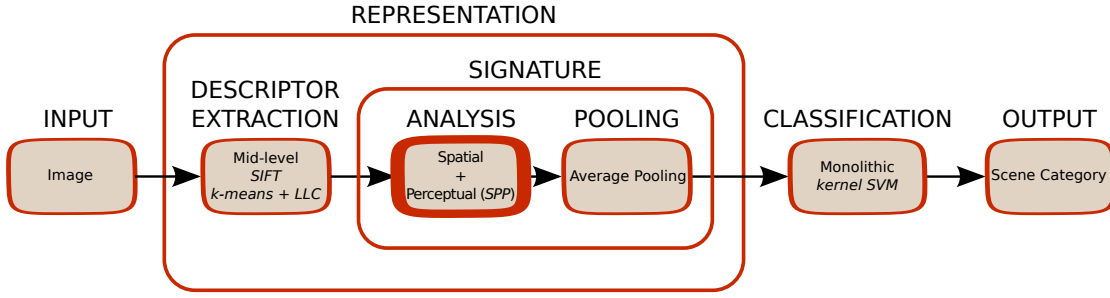 REPRESENTATION
SIGNATURE
INPUT
Image
DESCRIPTOR
EXTRACTION
Mid-level
SIFT
k-means + LLC
ANALYSIS
Spatial
+
Perceptual (SPP)
POOLING
Average Pooling
CLASSIFICATION
Monolithic
kernel SVM
OUTPUT
Scene Category